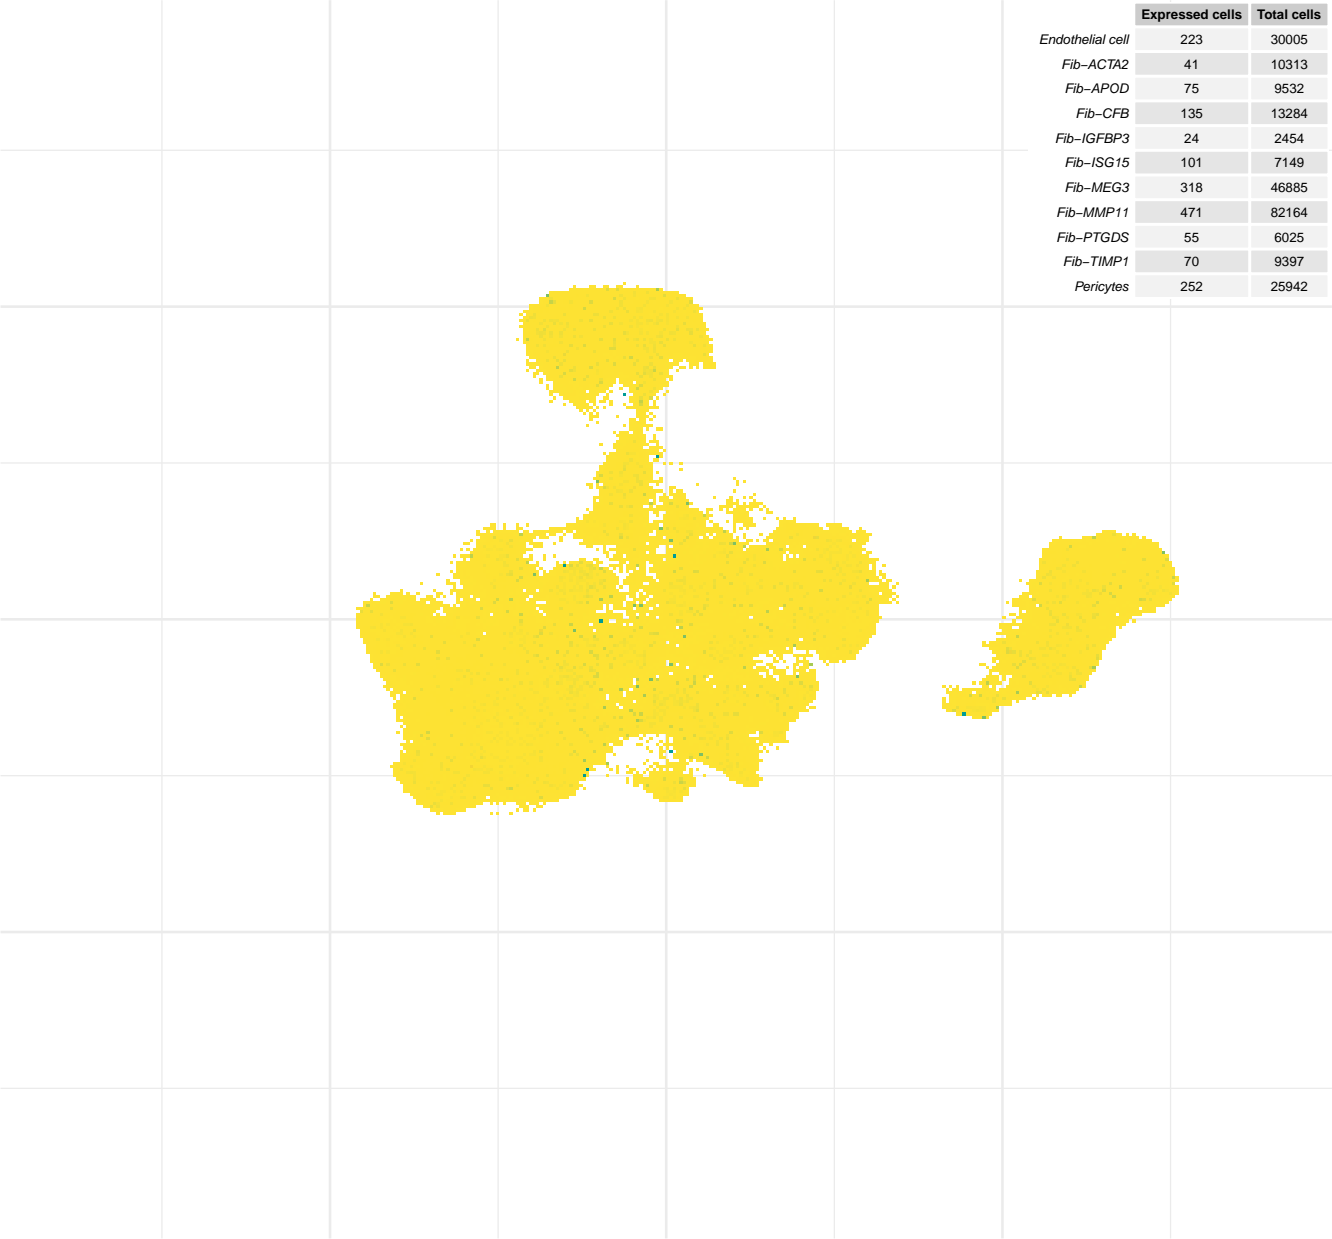 Expressed cells Total cells
Endothelial cell 223 30005
Fib−ACTA2 41 10313
Fib−APOD 75 9532
Fib−CFB 135 13284
Fib−IGFBP3 24 2454
Fib−ISG15 101 7149
Fib−MEG3 318 46885
Fib−MMP11 471 82164
Fib−PTGDS 55 6025
Fib−TIMP1 70 9397
Pericytes 252 25942